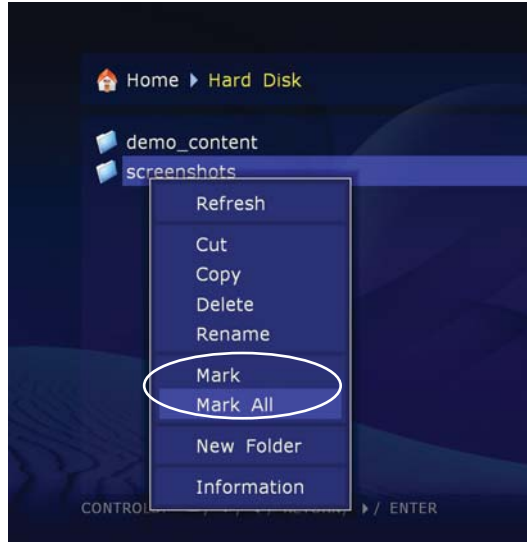 Home Hard Disk
demo_content
screenshots
Refresh
Cut
Copy
Delete
Rename
Mark
Mark All
New Folder
Information
/ ENTER